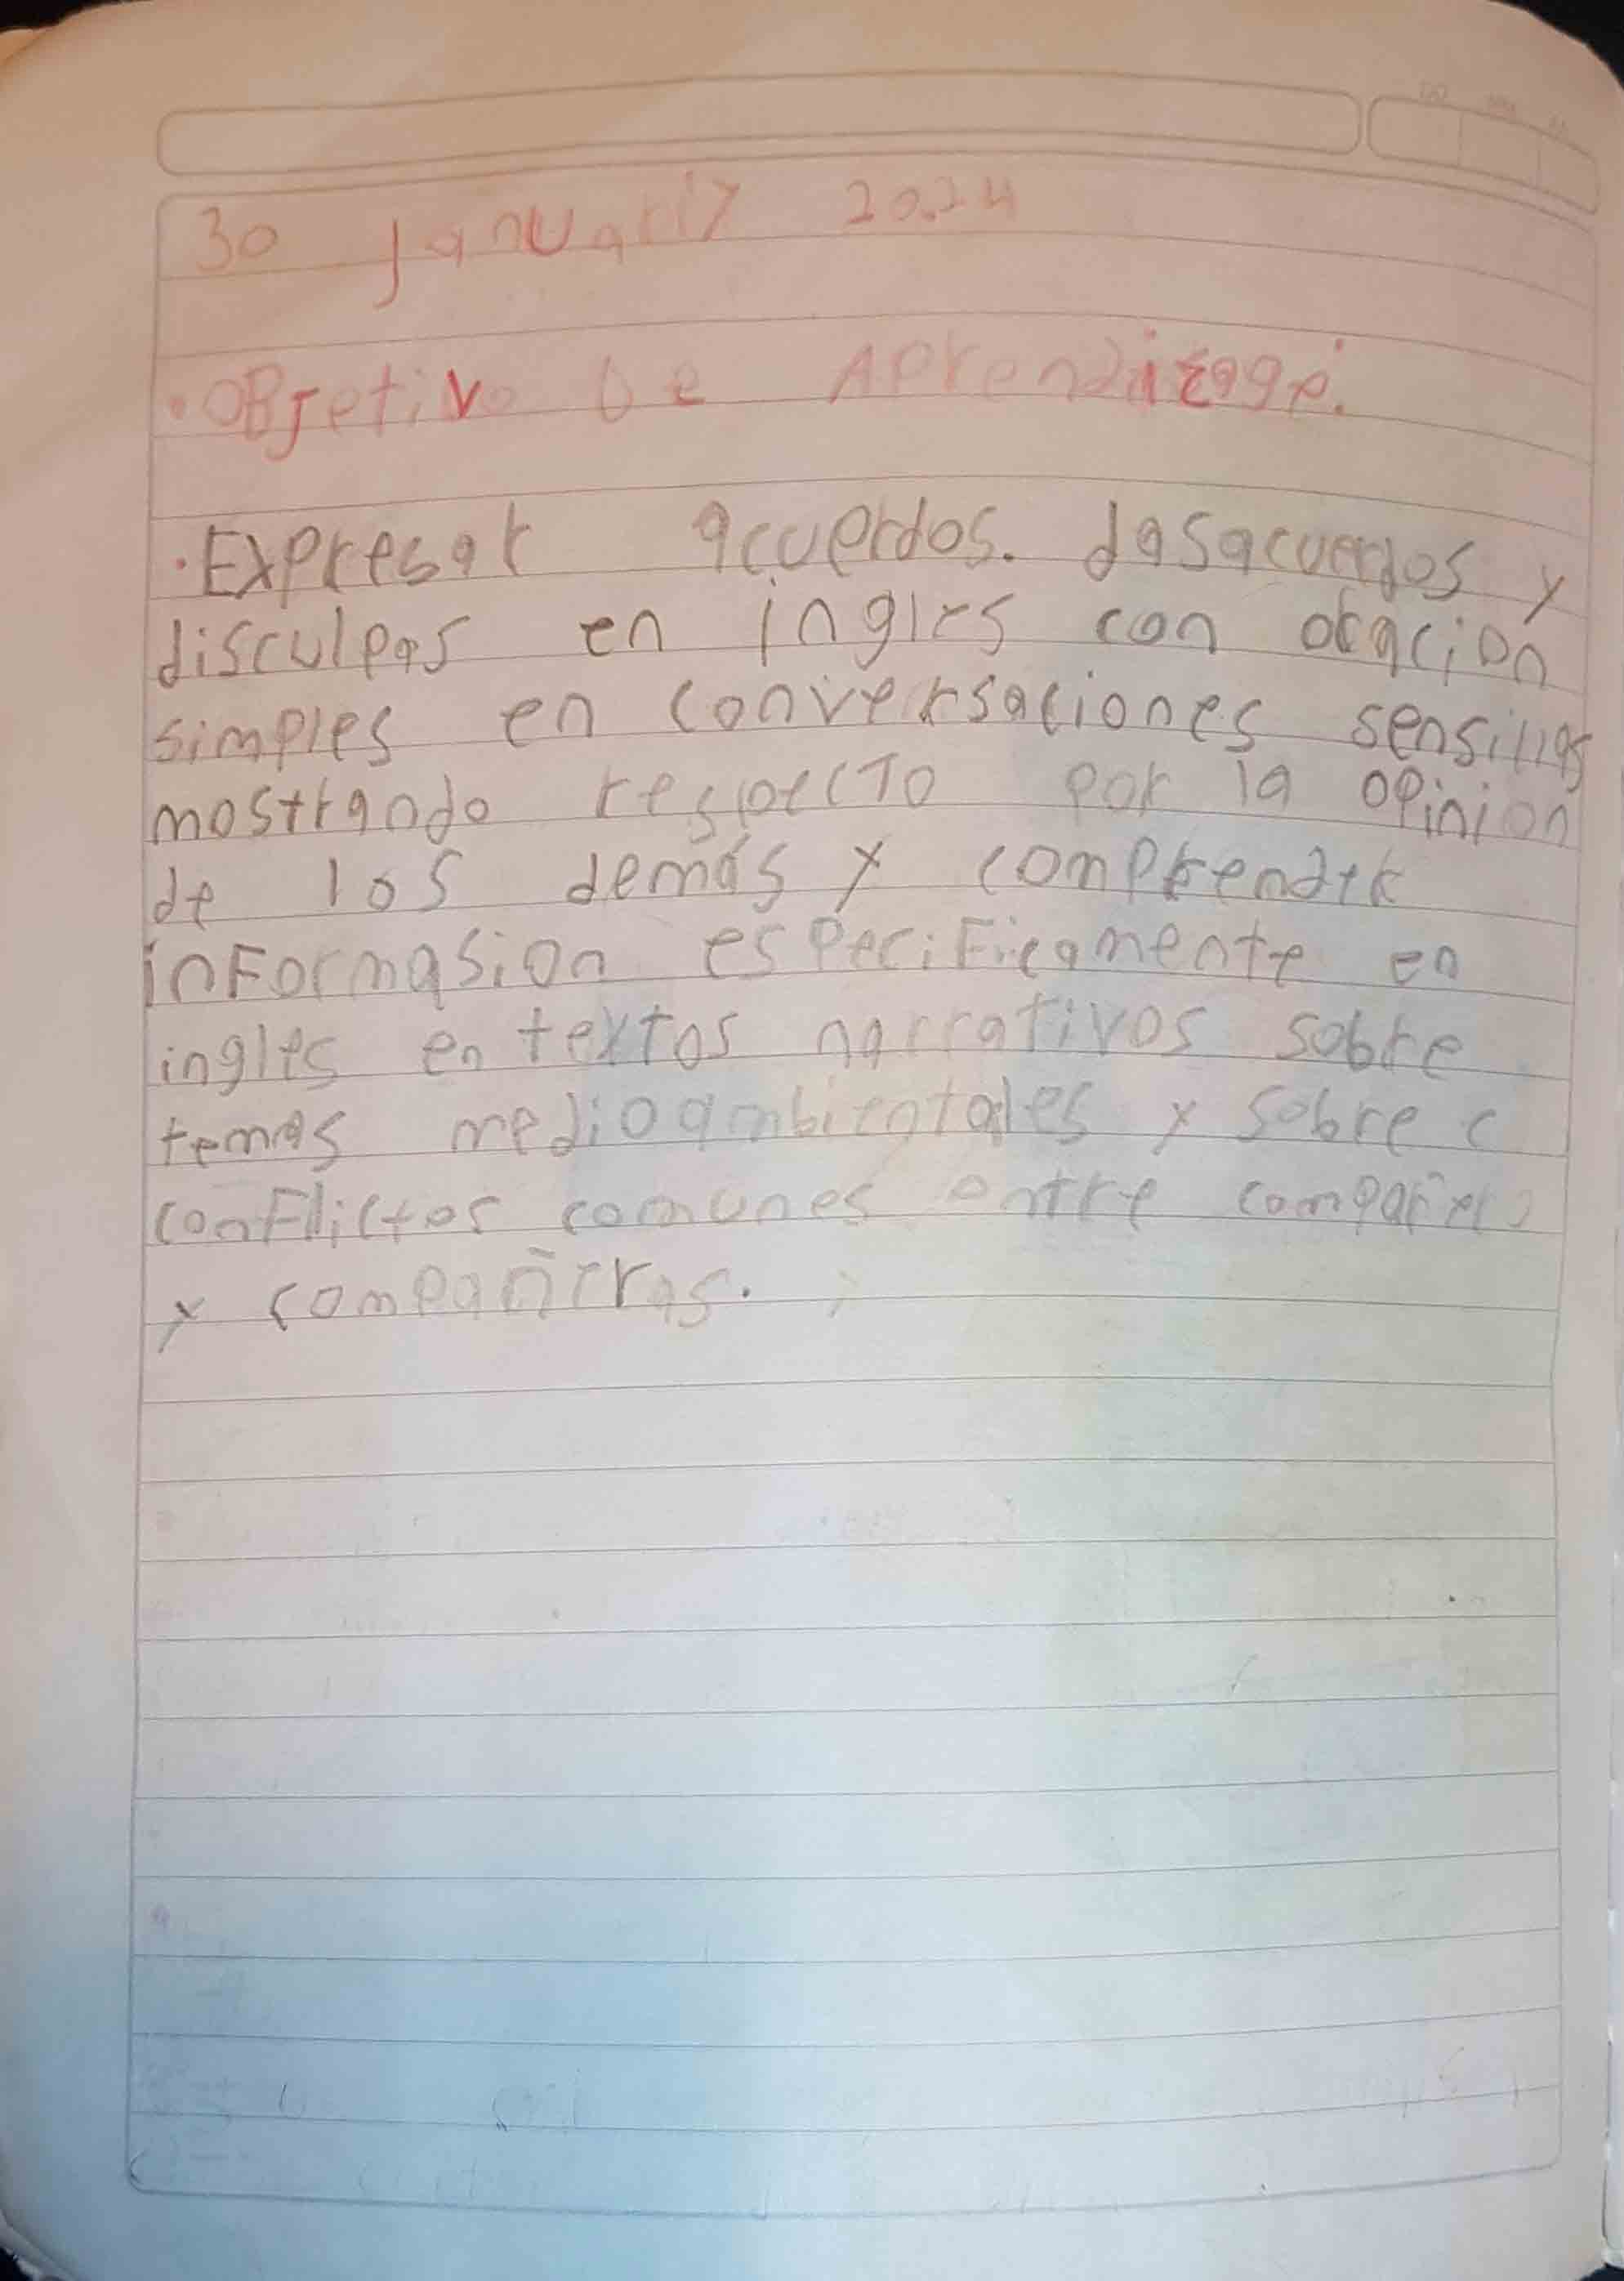 30 January 2024
• OBJetivo De Aprendizage.
• Expresar acuerdos. dasacuerdos y
disculpas en ingles con oracion
simples en conversaciones sensillas
mostrando respecto por la opinion
de los demás y comprender
inFormasion especiFicamente en
ingles en textos narrativos sobre
temas medioambientales y sobre c
conFlictos comunes entre compañero
y compañeras.